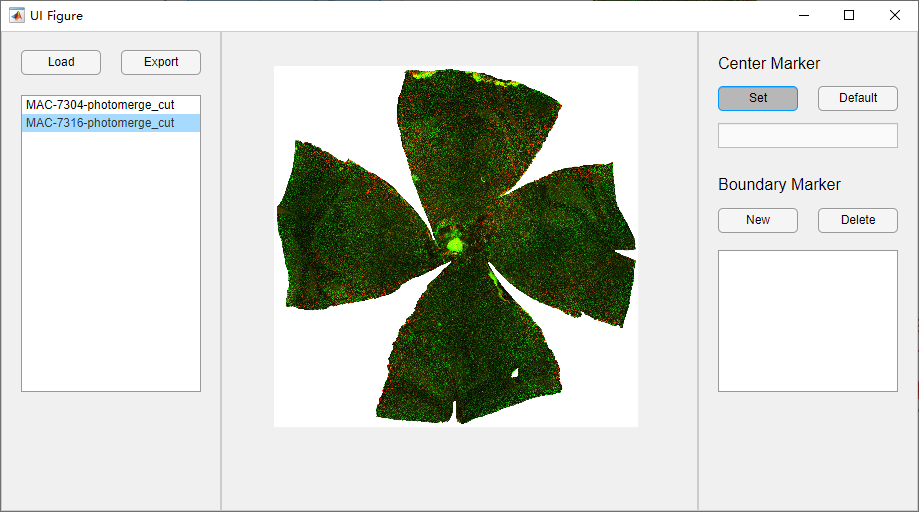 UI Figure
Load
Export
MAC-7304-photomerge_cut
MAC-7316-photomerge_cut
Center Marker
Set
Default
Boundary Marker
New
Delete